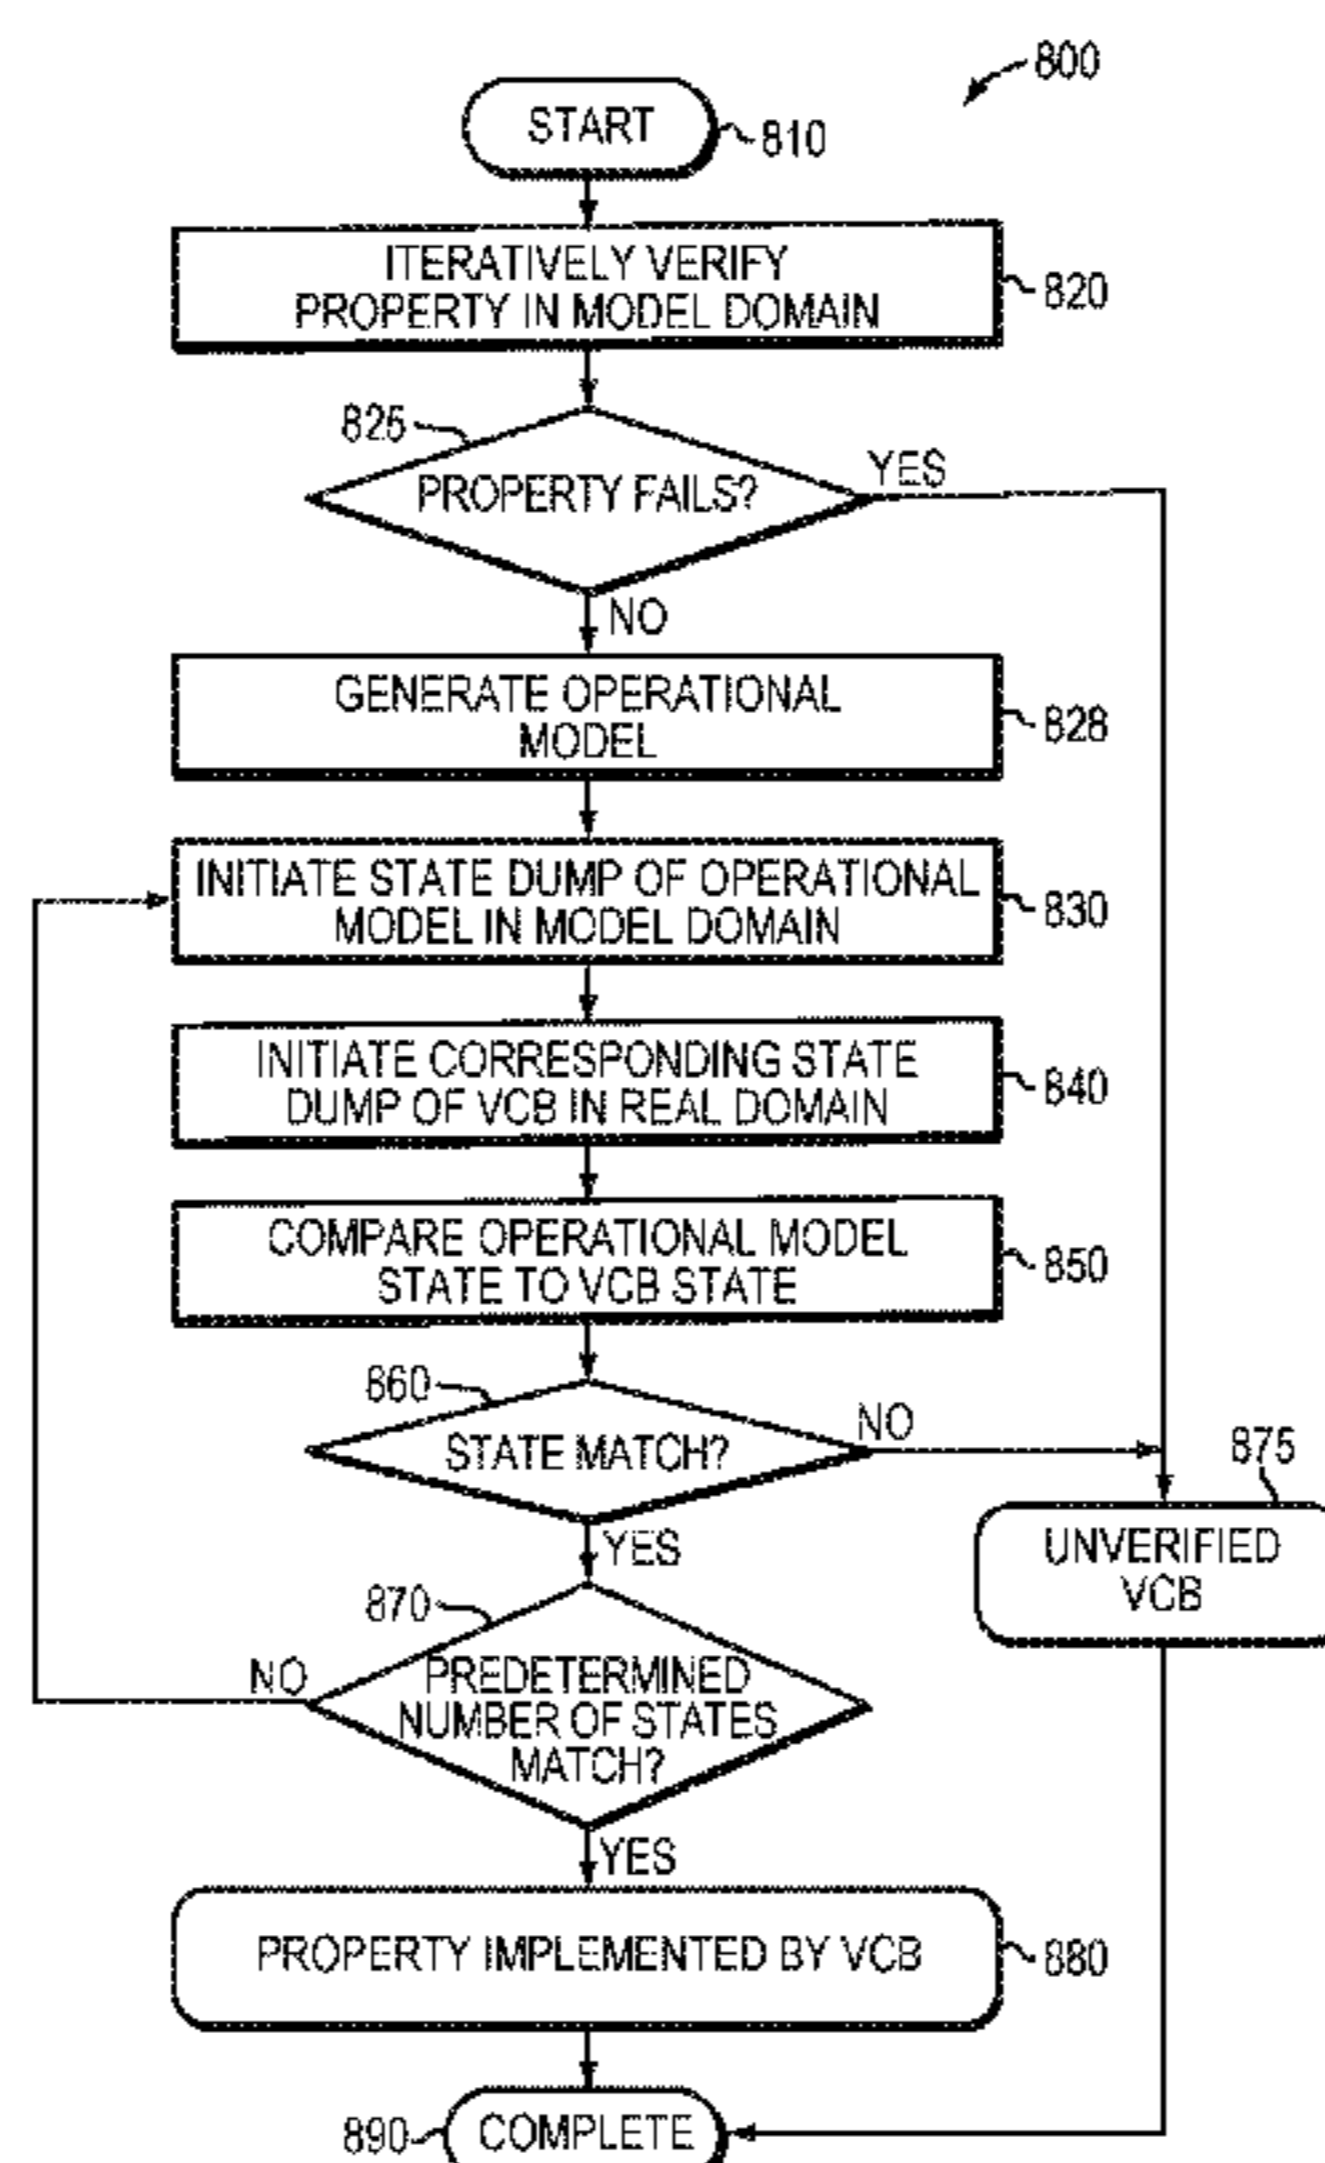 800
START
810
ITERATIVELY VERIFY
PROPERTY IN MODEL DOMAIN
820
825
PROPERTY FAILS?
YES
NO
GENERATE OPERATIONAL
MODEL
828
INITIATE STATE DUMP OF OPERATIONAL
MODEL IN MODEL DOMAIN
830
INITIATE CORRESPONDING STATE
DUMP OF VCB IN REAL DOMAIN
840
COMPARE OPERATIONAL MODEL
STATE TO VCB STATE
850
860
STATE MATCH?
NO
YES
875
UNVERIFIED
VCB
870
NO
PREDETERMINED
NUMBER OF STATES
MATCH?
YES
PROPERTY IMPLEMENTED BY VCB
880
890
COMPLETE